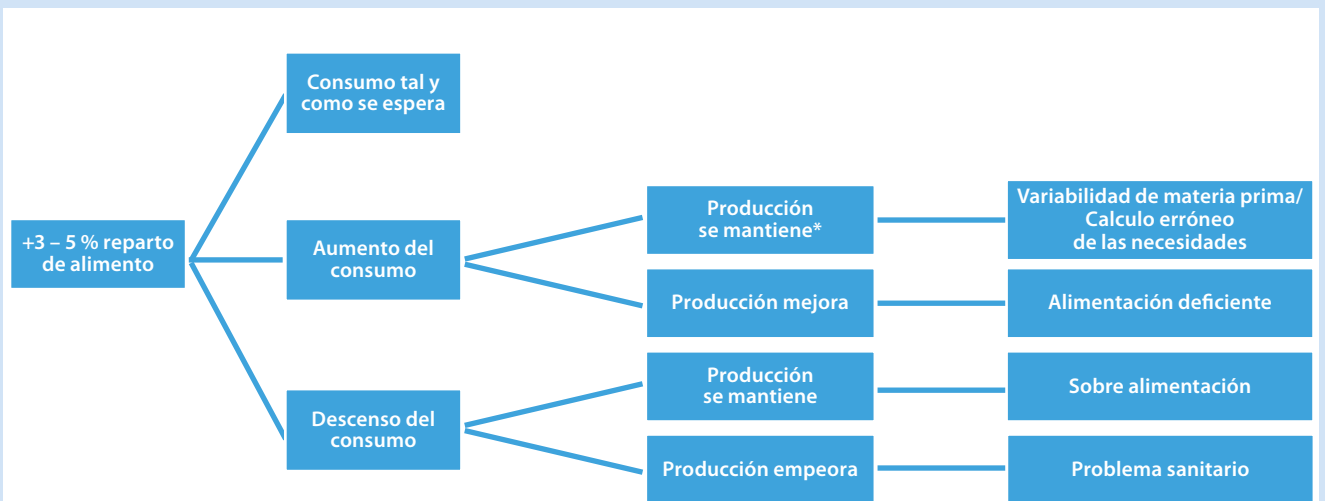 +3 – 5 % reparto
de alimento
Consumo tal y
como se espera
Aumento del
consumo
Producción
se mantiene*
Variabilidad de materia prima/
Calculo erróneo
de las necesidades
Producción mejora
Alimentación deficiente
Descenso del
consumo
Producción
se mantiene
Sobre alimentación
Producción empeora
Problema sanitario